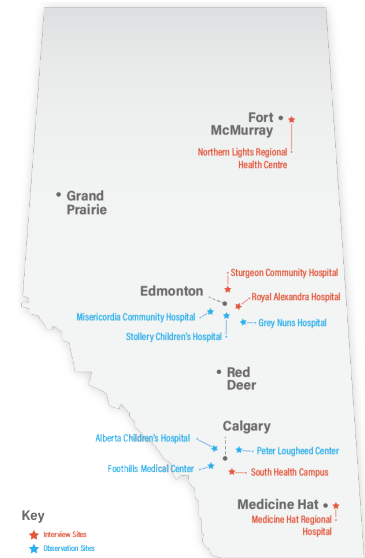 Fort
McMurray
Northern Lights Regional
Health Centre
Grand
Prairie
Sturgeon Community Hospital
Edmonton
Royal Alexandra Hospital
Misericordia Community Hospital
Grey Nuns Hospital
Stollery Children's Hospital
Red
Deer
Calgary
Alberta Children's Hospital
Peter Lougheed Center
Foothills Medical Center
South Health Campus
Medicine Hat
Medicine Hat Regional
Hospital
Key
Interview Sites
Observation Sites